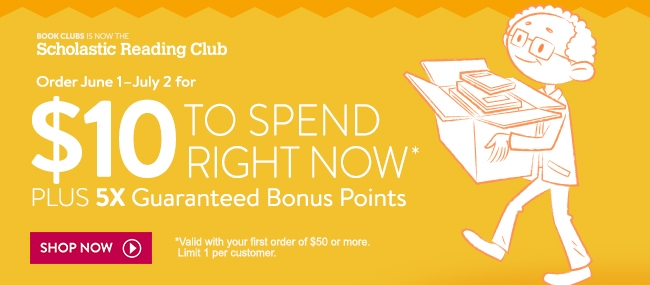 BOOK CLUBS IS NOW THE
Scholastic Reading Club
Order June 1–July 2 for
$10 TO SPEND
RIGHT NOW*
PLUS 5X Guaranteed Bonus Points
SHOP NOW
*Valid with your first order of $50 or more.
Limit 1 per customer.